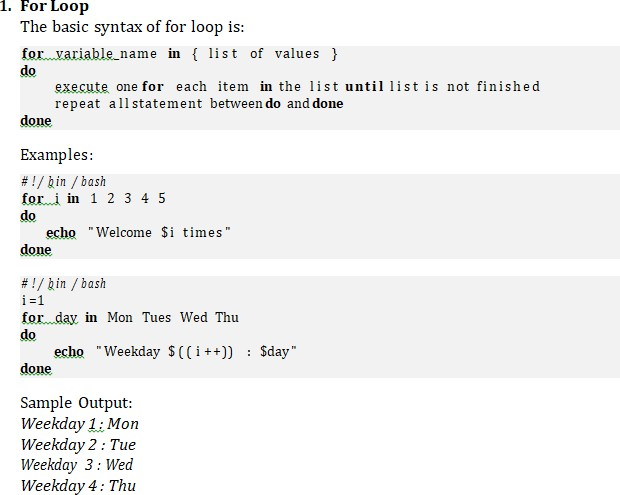 1. For Loop
The basic syntax of for loop is:
for variable_name in { list of values }
do
execute one for each item in the list until list is not finished
repeat all statement between do and done
done
Examples:
#!/ bin / bash
for i in 1 2 3 4 5
do
echo "Welcome $i times"
done
#!/ bin / bash
i=1
for day in Mon Tues Wed Thu
do
echo "Weekday $((i++)) : $day"
done
Sample Output:
Weekday 1: Mon
Weekday 2 : Tue
Weekday 3 : Wed
Weekday 4 : Thu